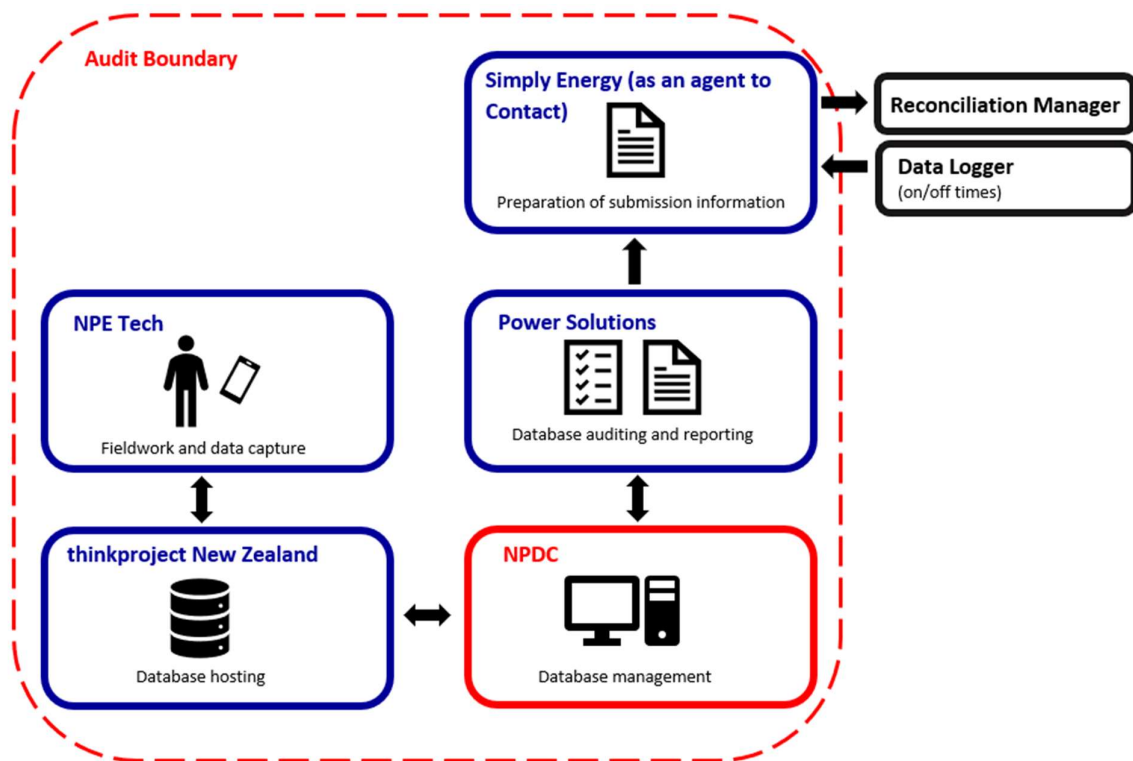 Audit Boundary
Simply Energy (as an agent to
Contact)
Preparation of submission information
Reconciliation Manager
Data Logger
(on/off times)
NPE Tech
Fieldwork and data capture
Power Solutions
Database auditing and reporting
thinkproject New Zealand
Database hosting
NPDC
Database management